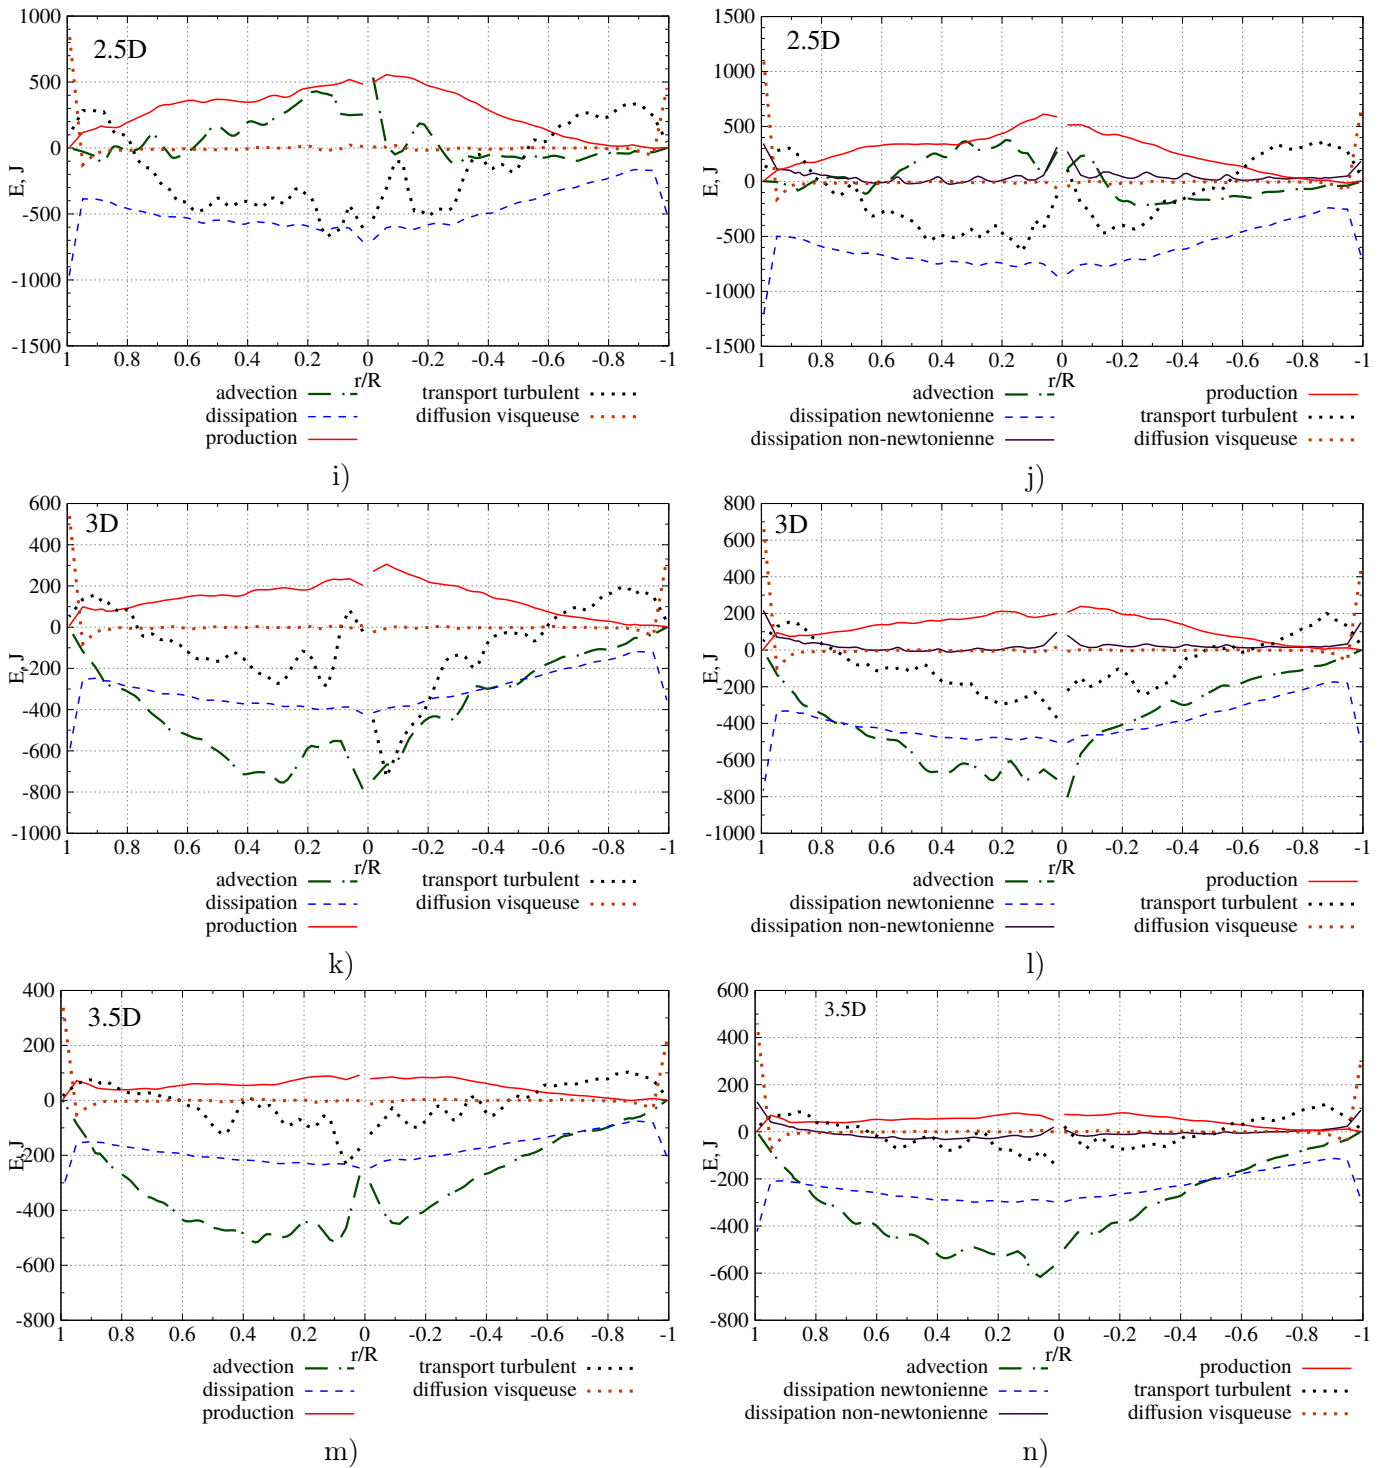 2.5D
1000
500
0
-500
-1000
-1500
E, J
1 0.8 0.6 0.4 0.2 0 -0.2 -0.4 -0.6 -0.8 -1
r/R
advection transport turbulent
dissipation diffusion visqueuse
production
i)
2.5D
1500
1000
500
0
-500
-1000
-1500
E, J
1 0.8 0.6 0.4 0.2 0 -0.2 -0.4 -0.6 -0.8 -1
r/R
advection production
dissipation newtonienne transport turbulent
dissipation non-newtonienne diffusion visqueuse
j)
3D
600
400
200
0
-200
-400
-600
-800
-1000
E, J
1 0.8 0.6 0.4 0.2 0 -0.2 -0.4 -0.6 -0.8 -1
r/R
advection transport turbulent
dissipation diffusion visqueuse
production
k)
3D
800
600
400
200
0
-200
-400
-600
-800
-1000
E, J
1 0.8 0.6 0.4 0.2 0 -0.2 -0.4 -0.6 -0.8 -1
r/R
advection production
dissipation newtonienne transport turbulent
dissipation non-newtonienne diffusion visqueuse
l)
3.5D
400
200
0
-200
-400
-600
-800
E, J
1 0.8 0.6 0.4 0.2 0 -0.2 -0.4 -0.6 -0.8 -1
r/R
advection transport turbulent
dissipation diffusion visqueuse
production
m)
3.5D
600
400
200
0
-200
-400
-600
-800
E, J
1 0.8 0.6 0.4 0.2 0 -0.2 -0.4 -0.6 -0.8 -1
r/R
advection production
dissipation newtonienne transport turbulent
dissipation non-newtonienne diffusion visqueuse
n)